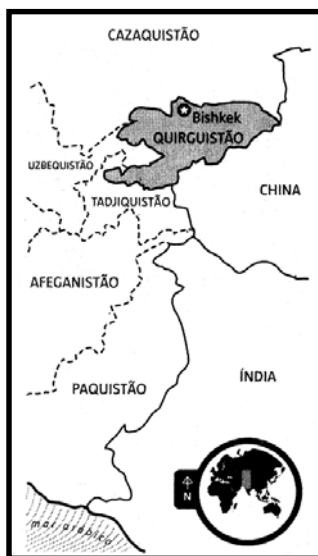 CAZAQUISTÃO
Bishkek
QUIRGUISTÃO
UZBEQUISTÃO
TADJIQUISTÃO
CHINA
AFEGANISTÃO
PAQUISTÃO
ÍNDIA
N
mar arábico